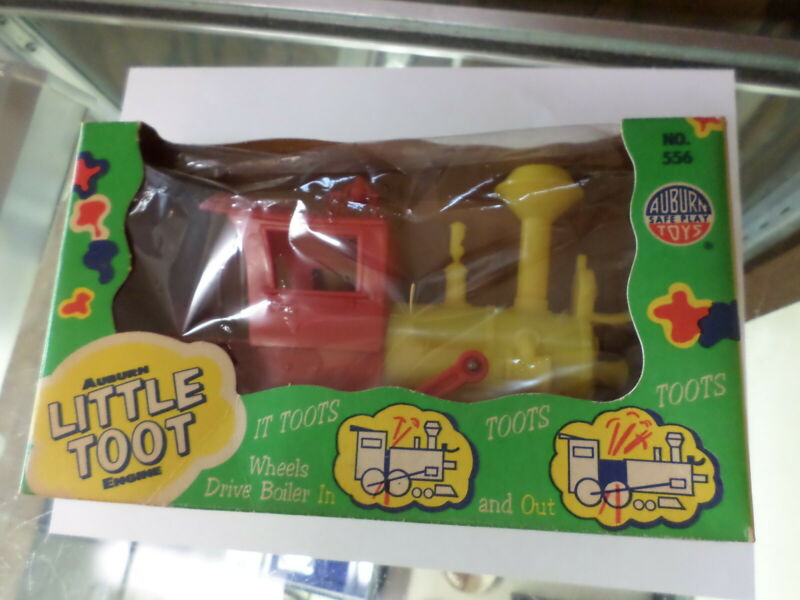 NO.
556
AUBURN
SAFE PLAY
TOYS
®
AUBURN
LITTLE
TOOT
ENGINE
IT TOOTS
TOOTS
TOOTS
Wheels
Drive Boiler In
and Out